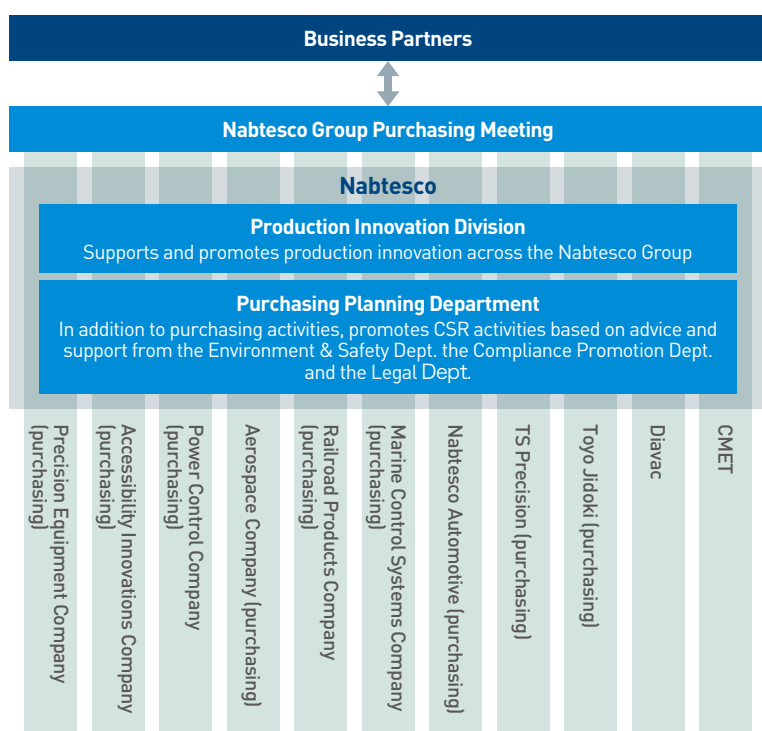 Business Partners
Nabtesco Group Purchasing Meeting
Nabtesco
Production Innovation Division
Supports and promotes production innovation across the Nabtesco Group
Purchasing Planning Department
In addition to purchasing activities, promotes CSR activities based on advice and
support from the Environment & Safety Dept. the Compliance Promotion Dept.
and the Legal Dept.
Precision Equipment Company
(purchasing)
Accessibility Innovations Company
(purchasing)
Power Control Company
(purchasing)
Aerospace Company (purchasing)
Railroad Products Company
(purchasing)
Marine Control Systems Company
(purchasing)
Nabtesco Automotive (purchasing)
TS Precision (purchasing)
Toyo Jidoki (purchasing)
Diavac
CMET